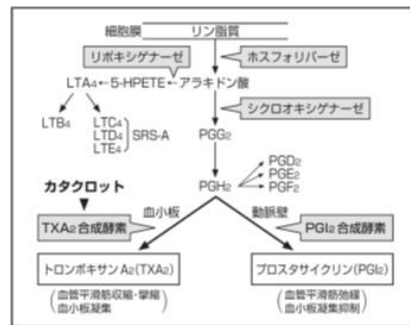 細胞膜 リン脂質
リポキシゲナーゼ
ホスフォリパーゼ
LTA4←5-HPETE←アラキドン酸
シクロオキシゲナーゼ
LTB4
LTC4
LTD4
LTE4
SRS-A
PGG2
PGH2
PGD2
PGE2
PGF2
カタクロット
血小板
動脈壁
TXA2合成酵素
PGI2合成酵素
トロンボキサンA2(TXA2)
プロスタサイクリン(PGI2)
(血管平滑筋収縮・攣縮
血小板凝集)
(血管平滑筋弛緩
血小板凝集抑制)